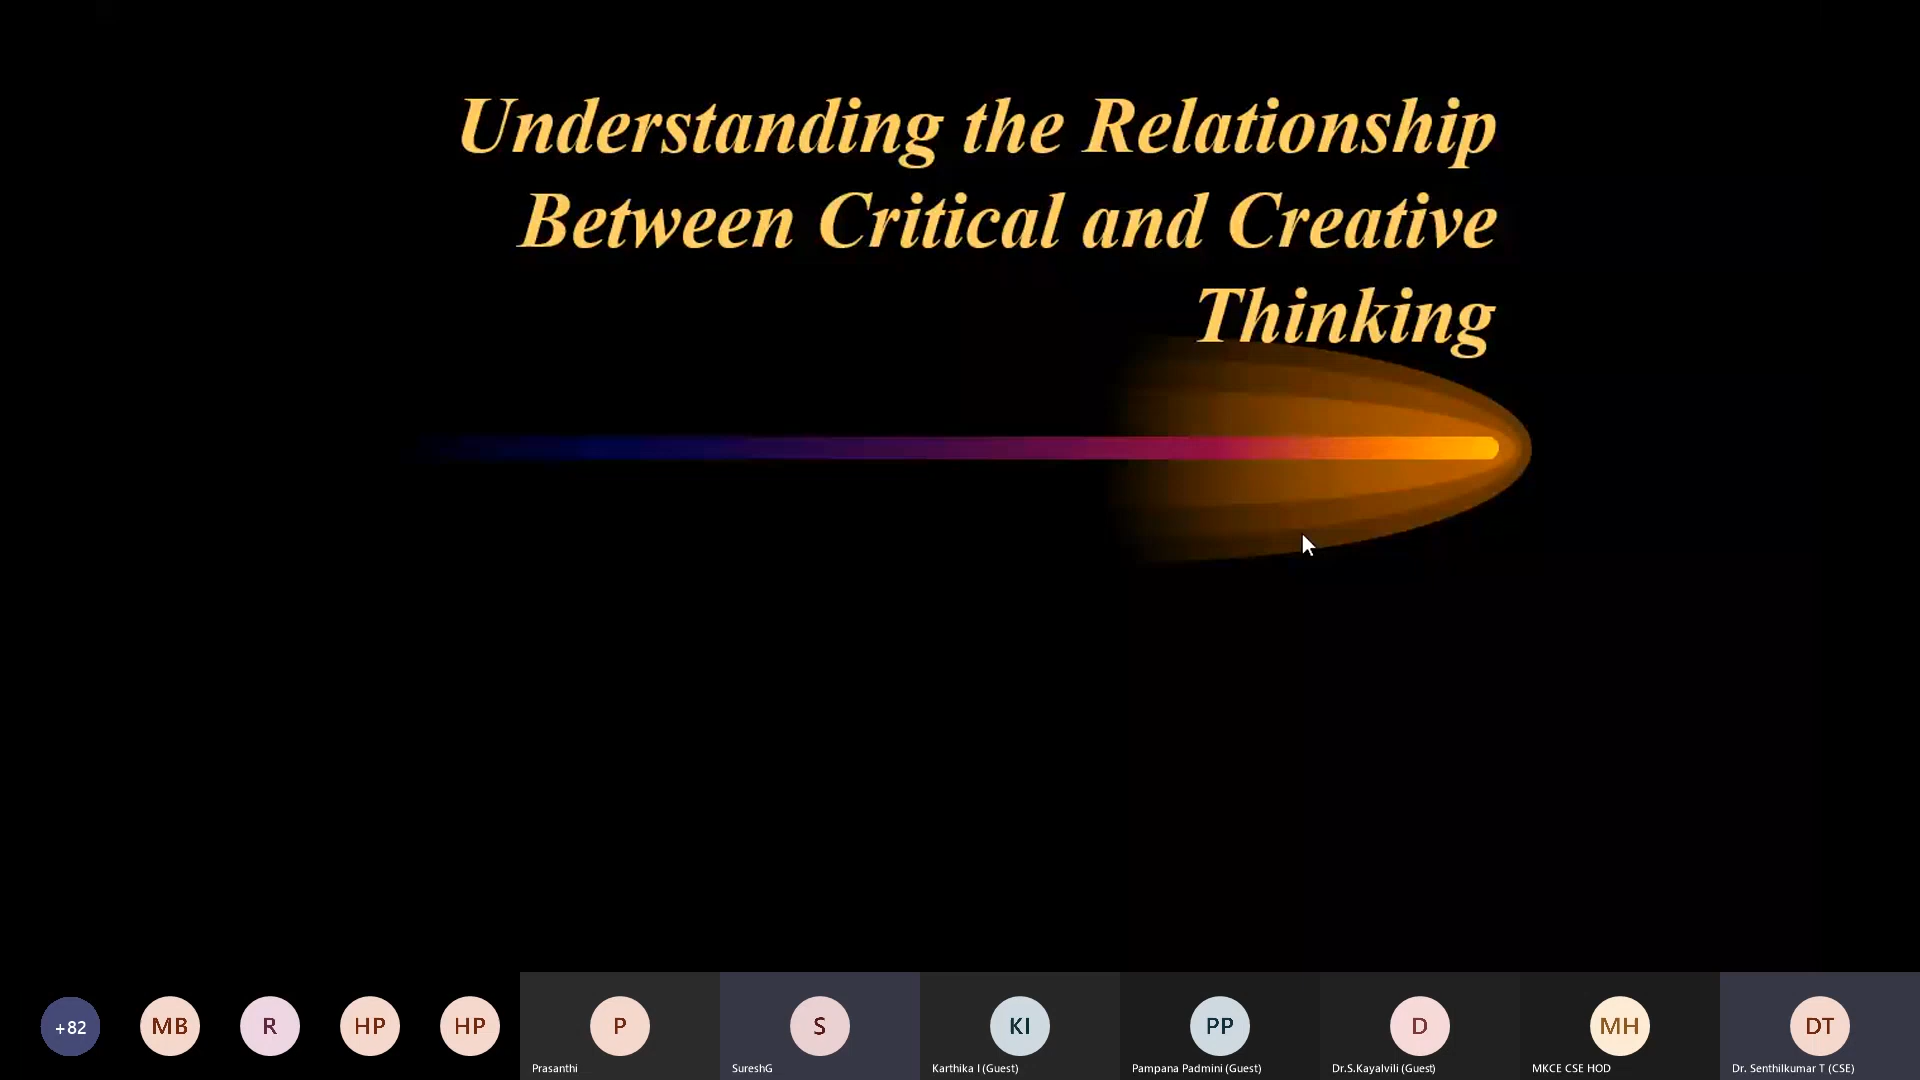 Understanding the Relationship
Between Critical and Creative
Thinking
+82
MB
R
HP
HP
P
S
KI
PP
D
MH
DT
Prasanthi
SureshG
Karthika I (Guest)
Pampana Padmini (Guest)
Dr.S.Kayalvili (Guest)
MKCE CSE HOD
Dr. Senthilkumar T (CSE)